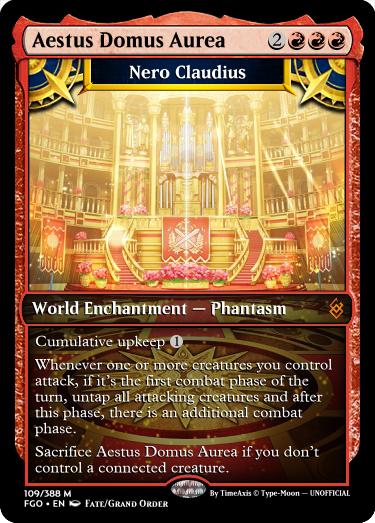 Aestus Domus Aurea 2
Nero Claudius
World Enchantment — Phantasm
Cumulative upkeep 1
Whenever one or more creatures you control
attack, if it's the first combat phase of the
turn, untap all attacking creatures and after
this phase, there is an additional combat
phase.
Sacrifice Aestus Domus Aurea if you don't
control a connected creature.
109/388 M
FGO • EN Fate/Grand Order
By TimeAxis © Type-Moon — UNOFFICIAL